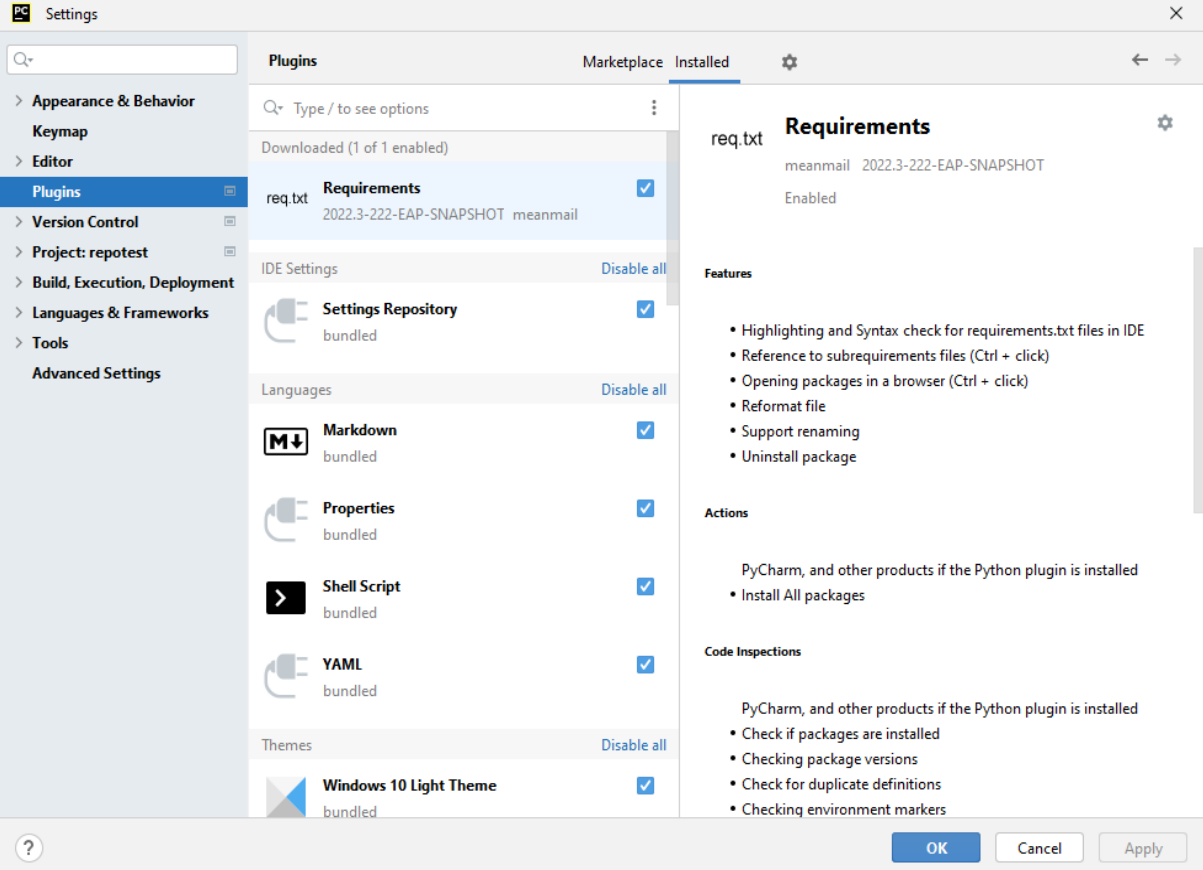 PC Settings
Appearance & Behavior
Keymap
Editor
Plugins
Version Control
Project: repotest
Build, Execution, Deployment
Languages & Frameworks
Tools
Advanced Settings
Plugins
Marketplace Installed
Type / to see options
Downloaded (1 of 1 enabled)
req.txt Requirements
2022.3-222-EAP-SNAPSHOT meanmail
IDE Settings Disable all
Settings Repository
bundled
Languages Disable all
M Markdown
bundled
Properties
bundled
Shell Script
bundled
YAML
bundled
Themes Disable all
Windows 10 Light Theme
bundled
req.txt Requirements
meanmail 2022.3-222-EAP-SNAPSHOT
Enabled
Features
• Highlighting and Syntax check for requirements.txt files in IDE
• Reference to subrequirements files (Ctrl + click)
• Opening packages in a browser (Ctrl + click)
• Reformat file
• Support renaming
• Uninstall package
Actions
PyCharm, and other products if the Python plugin is installed
• Install All packages
Code Inspections
PyCharm, and other products if the Python plugin is installed
• Check if packages are installed
• Checking package versions
• Check for duplicate definitions
• Checking environment markers
? OK Cancel Apply